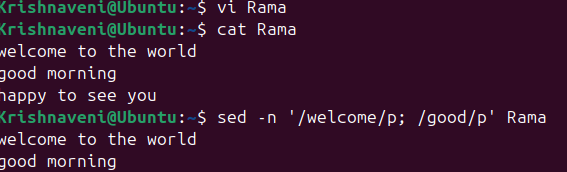 Krishnaveni@Ubuntu:~$ vi Rama
Krishnaveni@Ubuntu:~$ cat Rama
welcome to the world
good morning
happy to see you
Krishnaveni@Ubuntu:~$ sed -n '/welcome/p; /good/p' Rama
welcome to the world
good morning